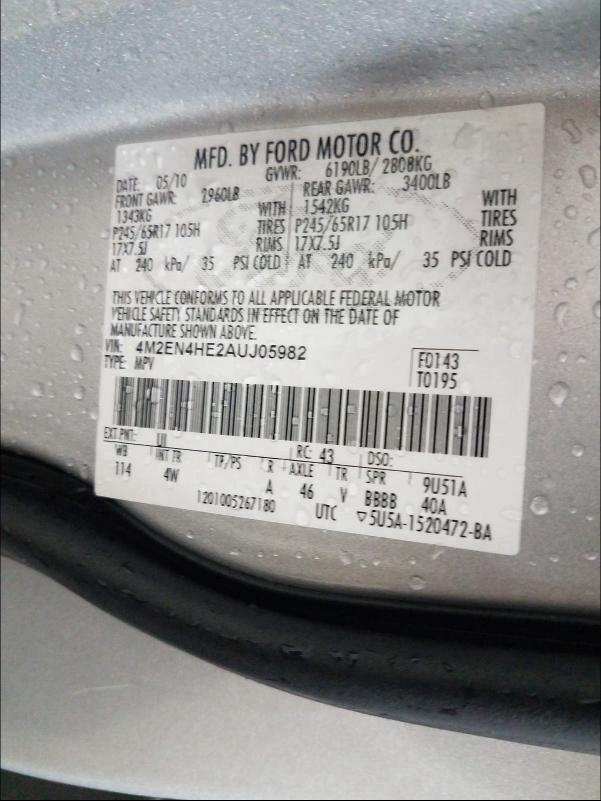 MFD. BY FORD MOTOR CO.
DATE: 05/10 GVWR: 6190LB/ 2808KG
FRONT GAWR: 2960LB REAR GAWR: 3400LB
1343KG WITH 1542KG WITH
P245/65R17 105H TIRES P245/65R17 105H TIRES
17X7.5J RIMS 17X7.5J RIMS
AT 240 kPa/ 35 PSI COLD AT 240 kPa/ 35 PSI COLD
THIS VEHICLE CONFORMS TO ALL APPLICABLE FEDERAL MOTOR
VEHICLE SAFETY STANDARDS IN EFFECT ON THE DATE OF
MANUFACTURE SHOWN ABOVE.
VIN: 4M2EN4HE2AUJ05982 F0143
TYPE: MPV T0195
EXT PNT: UI RC: 43 DSO:
WB INT TR TP/PS R AXLE TR SPR 9U51A
114 4W A 46 V BBBB 40A
1201005267180 UTC ▽5U5A-1520472-BA